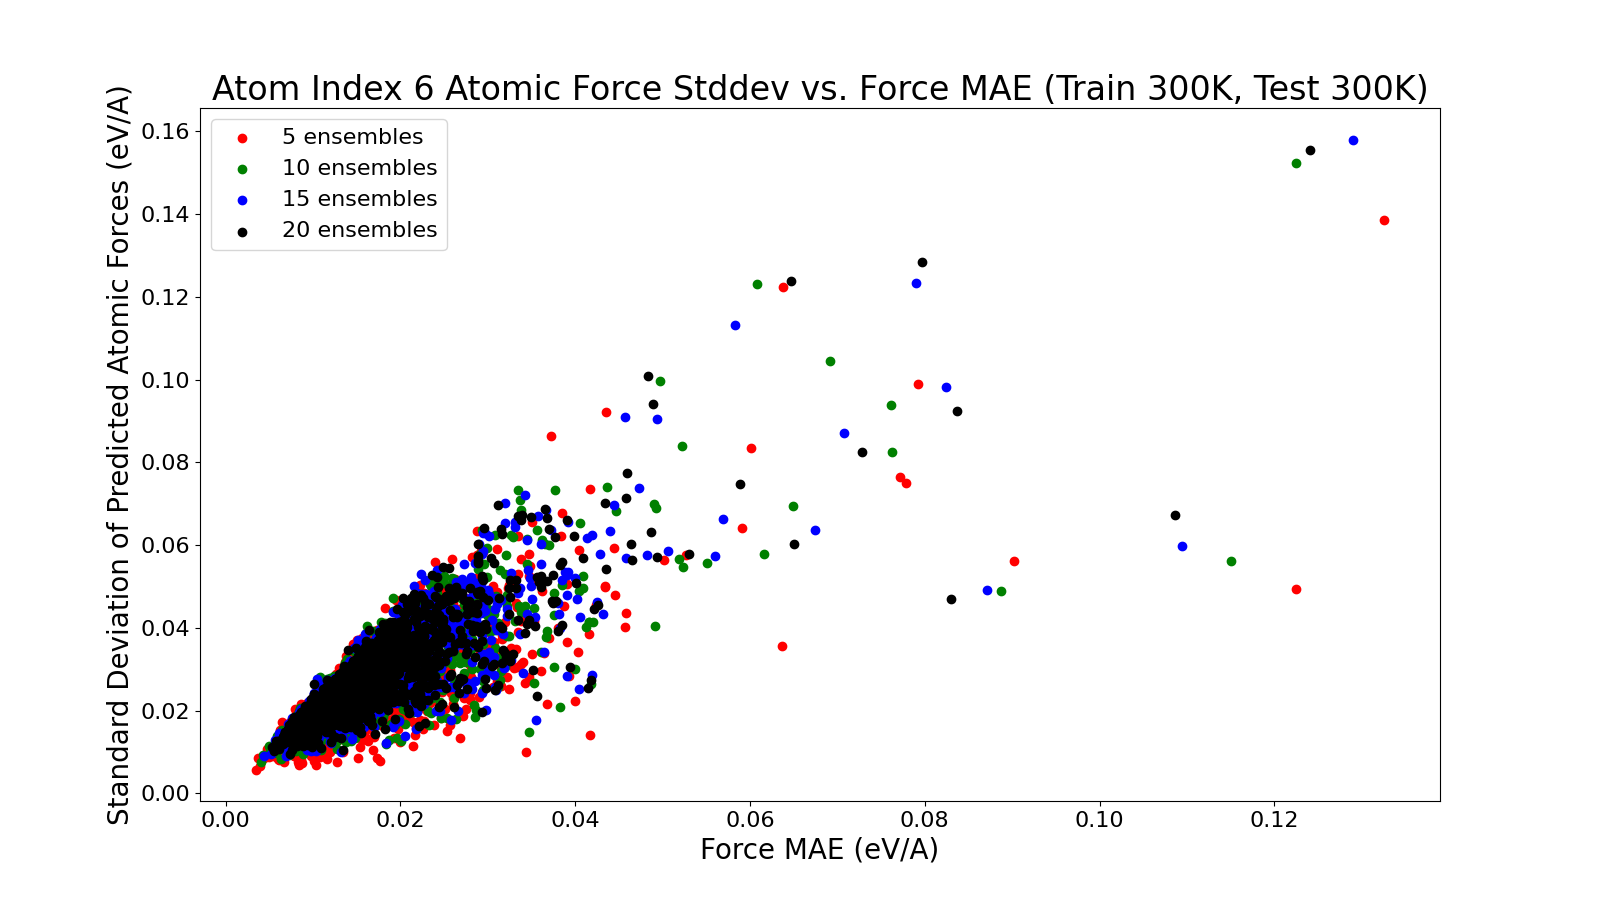 Atom Index 6 Atomic Force Stddev vs. Force MAE (Train 300K, Test 300K)
5 ensembles
10 ensembles
15 ensembles
20 ensembles
Standard Deviation of Predicted Atomic Forces (eV/A)
0.16
0.14
0.12
0.10
0.08
0.06
0.04
0.02
0.00
0.00 0.02 0.04 0.06 0.08 0.10 0.12
Force MAE (eV/A)